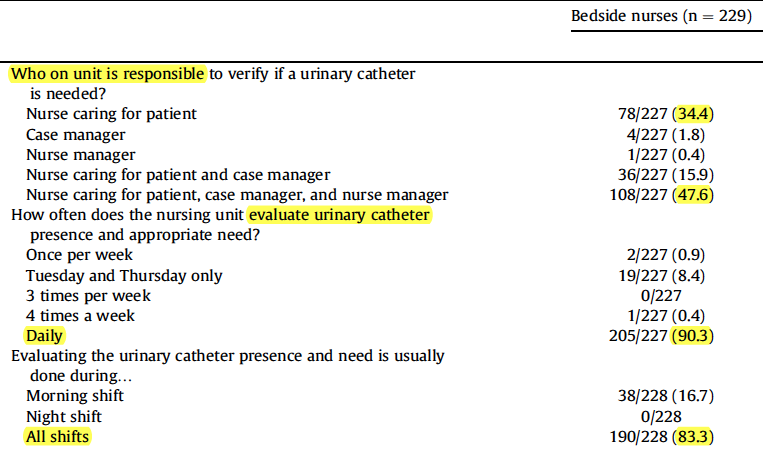 Bedside nurses (n = 229)
Who on unit is responsible to verify if a urinary catheter
is needed?
Nurse caring for patient 78/227 (34.4)
Case manager 4/227 (1.8)
Nurse manager 1/227 (0.4)
Nurse caring for patient and case manager 36/227 (15.9)
Nurse caring for patient, case manager, and nurse manager 108/227 (47.6)
How often does the nursing unit evaluate urinary catheter
presence and appropriate need?
Once per week 2/227 (0.9)
Tuesday and Thursday only 19/227 (8.4)
3 times per week 0/227
4 times a week 1/227 (0.4)
Daily 205/227 (90.3)
Evaluating the urinary catheter presence and need is usually
done during...
Morning shift 38/228 (16.7)
Night shift 0/228
All shifts 190/228 (83.3)